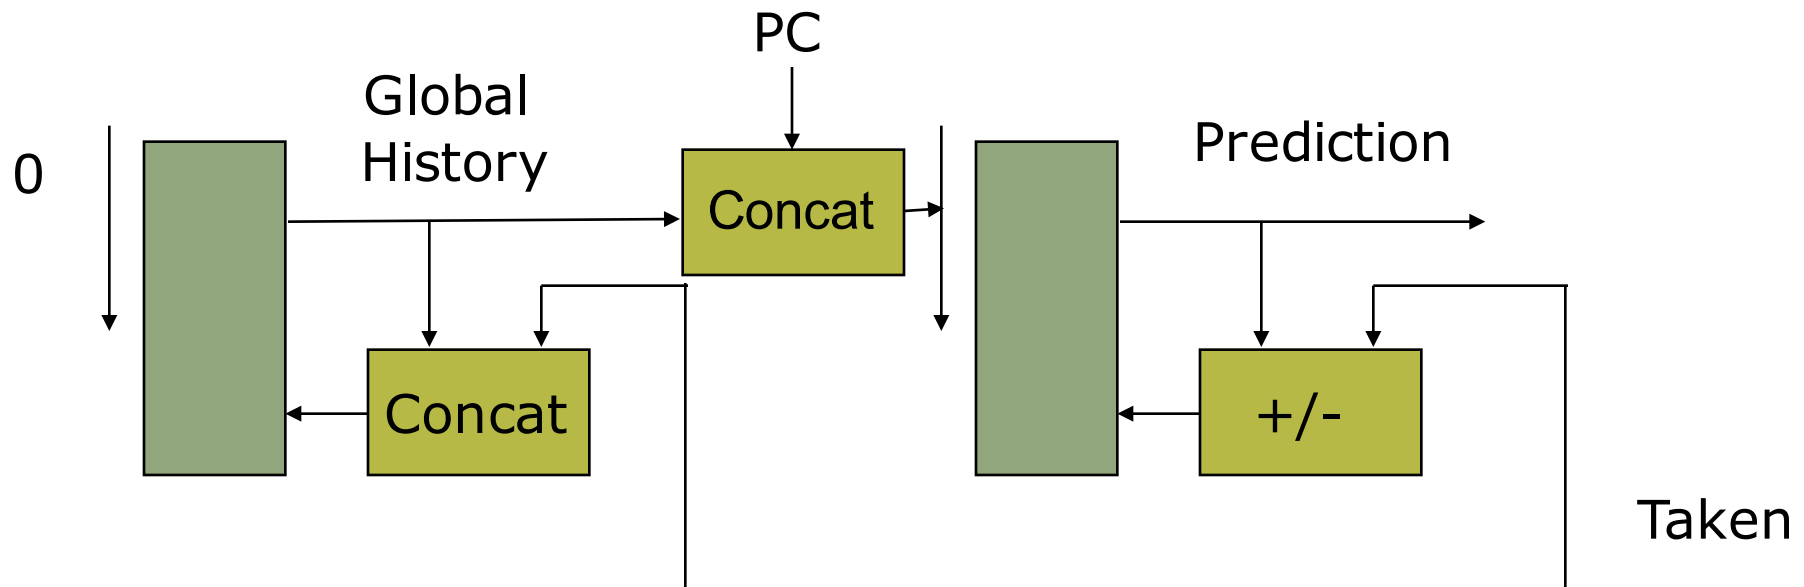 PC
Global
History
0
Concat
Prediction
Concat
+/-
Taken